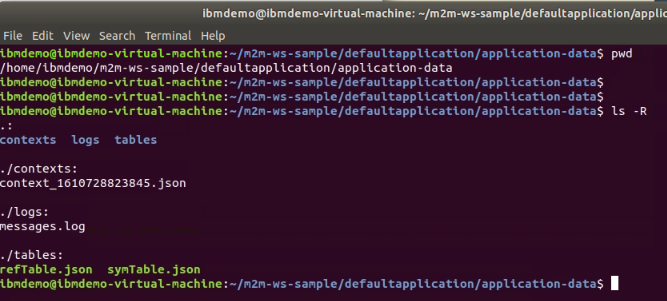 ibmdemo@ibmdemo-virtual-machine: ~/m2m-ws-sample/defaultapplication/applic
File Edit View Search Terminal Help
ibmdemo@ibmdemo-virtual-machine:~/m2m-ws-sample/defaultapplication/application-data$ pwd
/home/ibmdemo/m2m-ws-sample/defaultapplication/application-data
ibmdemo@ibmdemo-virtual-machine:~/m2m-ws-sample/defaultapplication/application-data$
ibmdemo@ibmdemo-virtual-machine:~/m2m-ws-sample/defaultapplication/application-data$
ibmdemo@ibmdemo-virtual-machine:~/m2m-ws-sample/defaultapplication/application-data$ ls -R
.:
contexts logs tables
./contexts:
context_1610728823845.json
./logs:
messages.log
./tables:
refTable.json symTable.json
ibmdemo@ibmdemo-virtual-machine:~/m2m-ws-sample/defaultapplication/application-data$